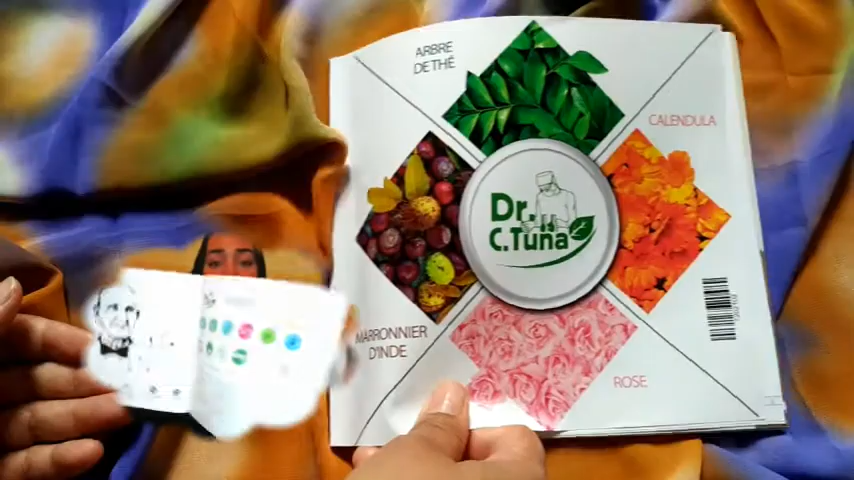 ARBRE
DE THÉ
CALENDULA
Dr.
C.Tuna
MARRONNIER
D'INDE
ROSE